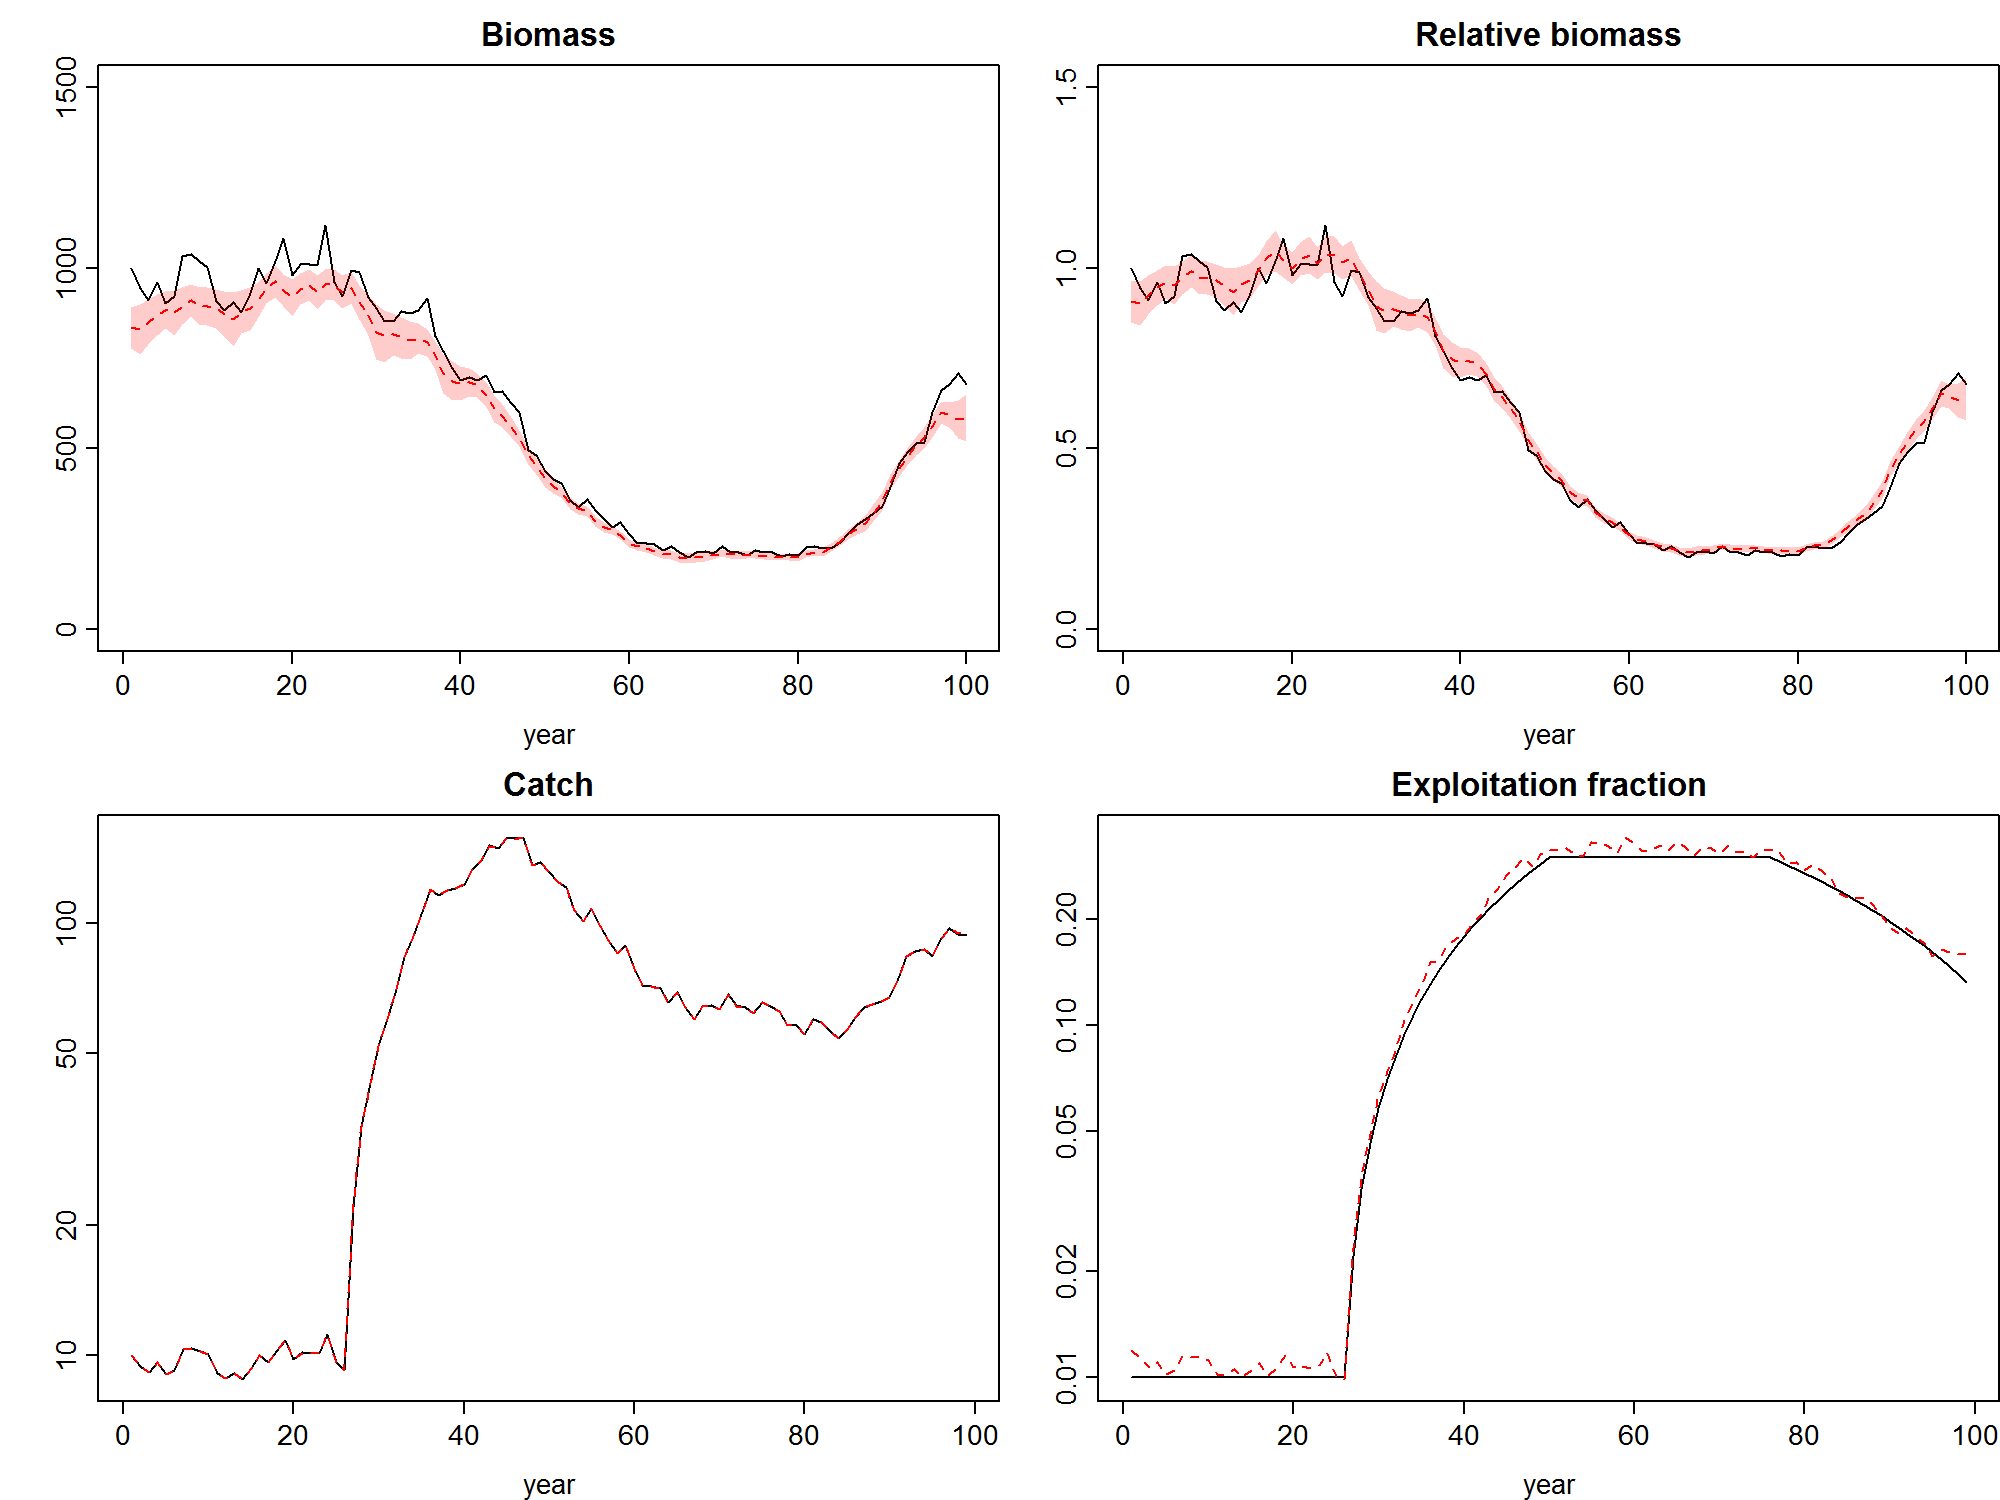 Biomass
1500
1000
500
0
0 20 40 60 80 100
year
Relative biomass
1.5
1.0
0.5
0.0
0 20 40 60 80 100
year
Catch
100
50
20
10
0 20 40 60 80 100
year
Exploitation fraction
0.20
0.10
0.05
0.02
0.01
0 20 40 60 80 100
year